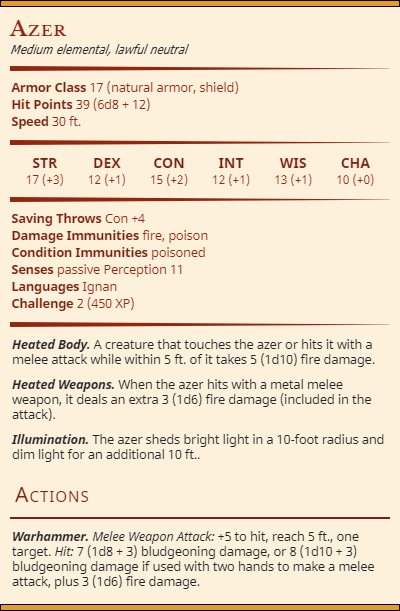 AZER
Medium elemental, lawful neutral
Armor Class 17 (natural armor, shield)
Hit Points 39 (6d8 + 12)
Speed 30 ft.
STR DEX CON INT WIS CHA
17 (+3) 12 (+1) 15 (+2) 12 (+1) 13 (+1) 10 (+0)
Saving Throws Con +4
Damage Immunities fire, poison
Condition Immunities poisoned
Senses passive Perception 11
Languages Ignan
Challenge 2 (450 XP)
Heated Body. A creature that touches the azer or hits it with a
melee attack while within 5 ft. of it takes 5 (1d10) fire damage.
Heated Weapons. When the azer hits with a metal melee
weapon, it deals an extra 3 (1d6) fire damage (included in the
attack).
Illumination. The azer sheds bright light in a 10-foot radius and
dim light for an additional 10 ft..
ACTIONS
Warhammer. Melee Weapon Attack: +5 to hit, reach 5 ft., one
target. Hit: 7 (1d8 + 3) bludgeoning damage, or 8 (1d10 + 3)
bludgeoning damage if used with two hands to make a melee
attack, plus 3 (1d6) fire damage.